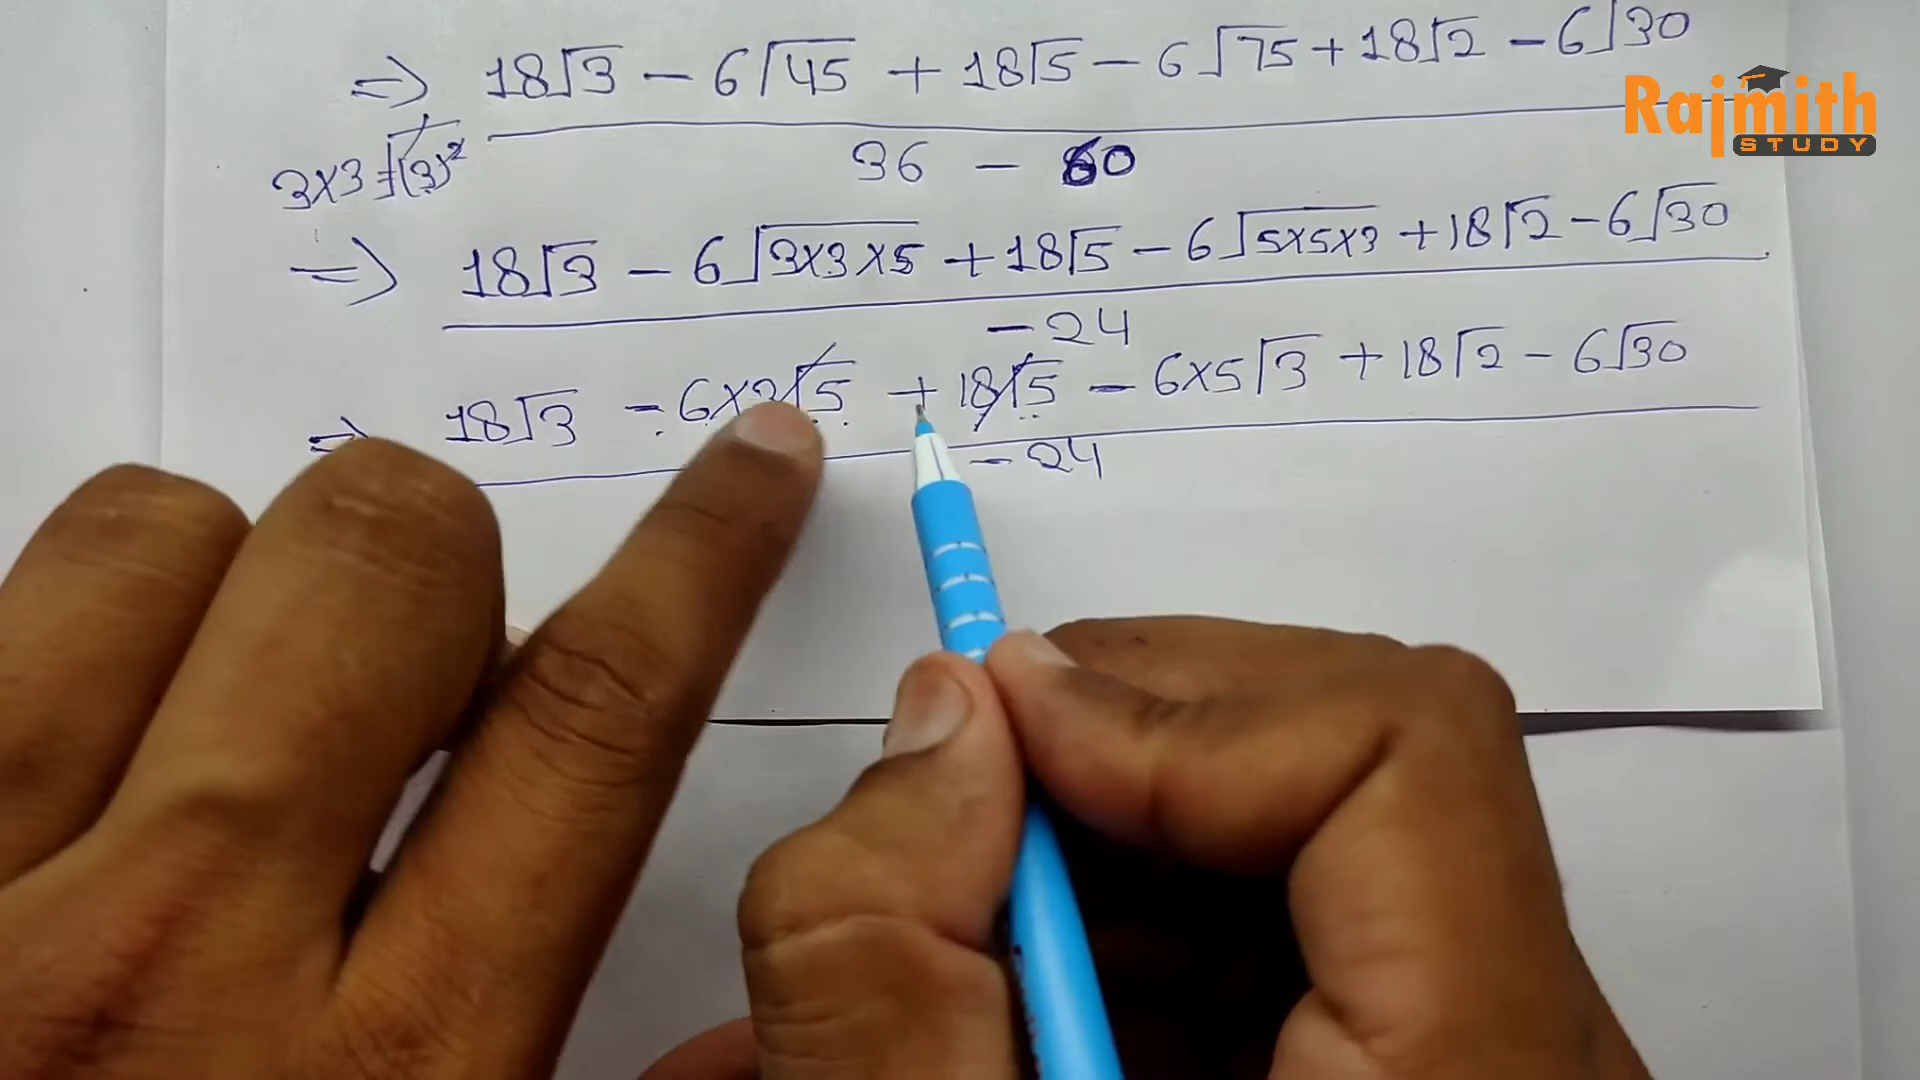 ⇒ 18√3 − 6√45 + 18√5 − 6√75 + 18√2 − 6√30
Rajmith
STUDY
36 − 60
3×3 = √(3)²
⇒ 18√3 − 6√3×3×5 + 18√5 − 6√5×5×3 + 18√2 − 6√30
−24
⇒ 18√3 − 6×3√5 + 18√5 − 6×5√3 + 18√2 − 6√30
−24